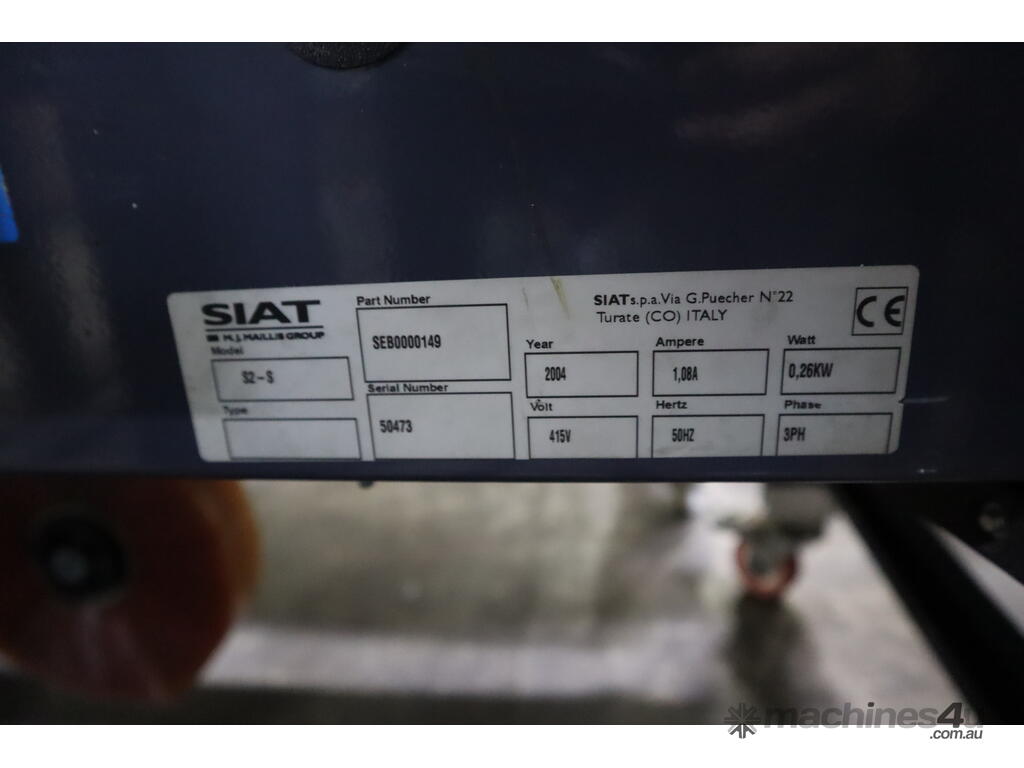 SIAT
M.J. MAILLIS GROUP
Model
S2-S
Type
Part Number
SEB0000149
Serial Number
50473
SIAT s.p.a. Via G.Puecher N°22
Turate (CO) ITALY
CE
Year
2004
Ampere
1,08A
Watt
0,26KW
Volt
415V
Hertz
50HZ
Phase
3PH
machines4u
.com.au